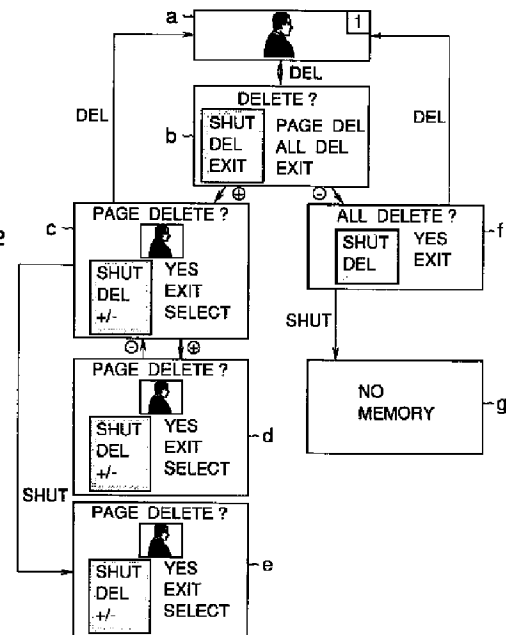 a
1
DEL
DELETE ?
b
SHUT PAGE DEL
DEL ALL DEL
EXIT EXIT
DEL
DEL
⊕
⊖
2
c
PAGE DELETE ?
SHUT YES
DEL EXIT
+/- SELECT
ALL DELETE ?
f
SHUT YES
DEL EXIT
SHUT
⊖
⊕
PAGE DELETE ?
d
SHUT YES
DEL EXIT
+/- SELECT
NO
MEMORY
g
SHUT
PAGE DELETE ?
e
SHUT YES
DEL EXIT
+/- SELECT